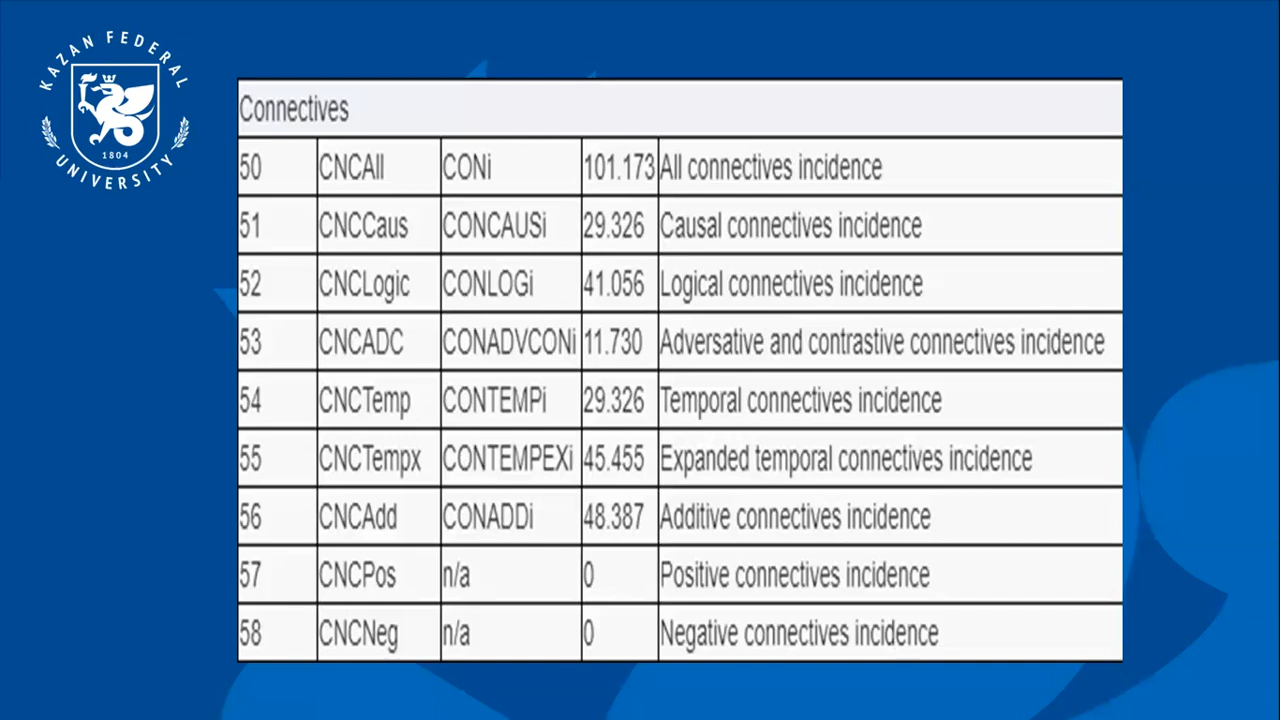 KAZAN FEDERAL
1804
UNIVERSITY
Connectives
50 CNCAll CONi 101.173 All connectives incidence
51 CNCCaus CONCAUSi 29.326 Causal connectives incidence
52 CNCLogic CONLOGi 41.056 Logical connectives incidence
53 CNCADC CONADVCONi 11.730 Adversative and contrastive connectives incidence
54 CNCTemp CONTEMPi 29.326 Temporal connectives incidence
55 CNCTempx CONTEMPEXi 45.455 Expanded temporal connectives incidence
56 CNCAdd CONADDi 48.387 Additive connectives incidence
57 CNCPos n/a 0 Positive connectives incidence
58 CNCNeg n/a 0 Negative connectives incidence